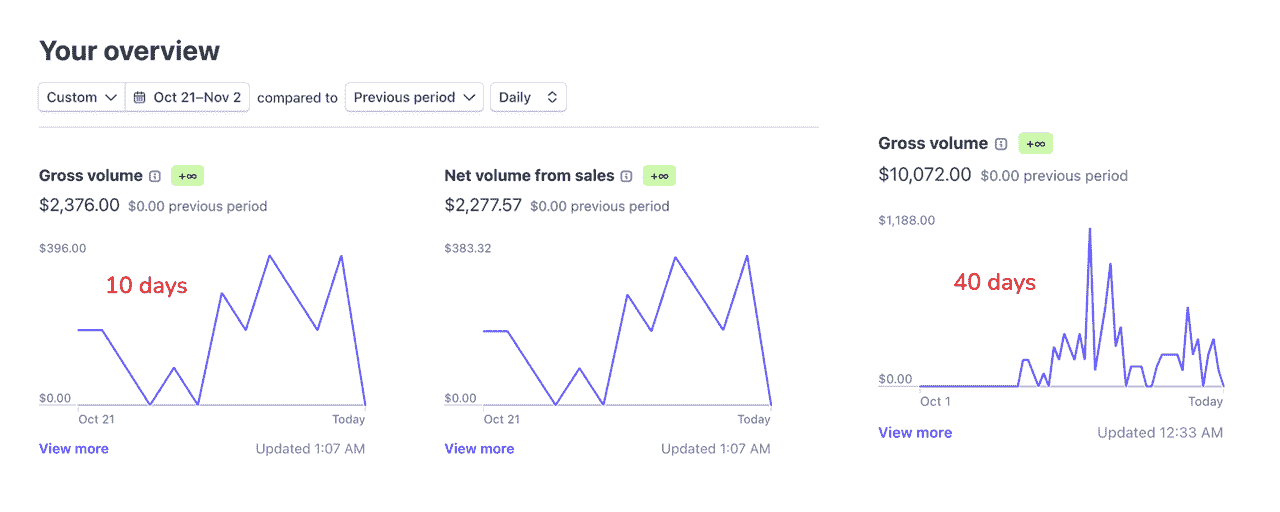 Your overview
Custom Oct 21–Nov 2 compared to Previous period Daily
Gross volume +∞
$2,376.00 $0.00 previous period
$396.00
10 days
$0.00
Oct 21 Today
View more Updated 1:07 AM
Net volume from sales +∞
$2,277.57 $0.00 previous period
$383.32
$0.00
Oct 21 Today
View more Updated 1:07 AM
Gross volume +∞
$10,072.00 $0.00 previous period
$1,188.00
40 days
$0.00
Oct 1 Today
View more Updated 12:33 AM